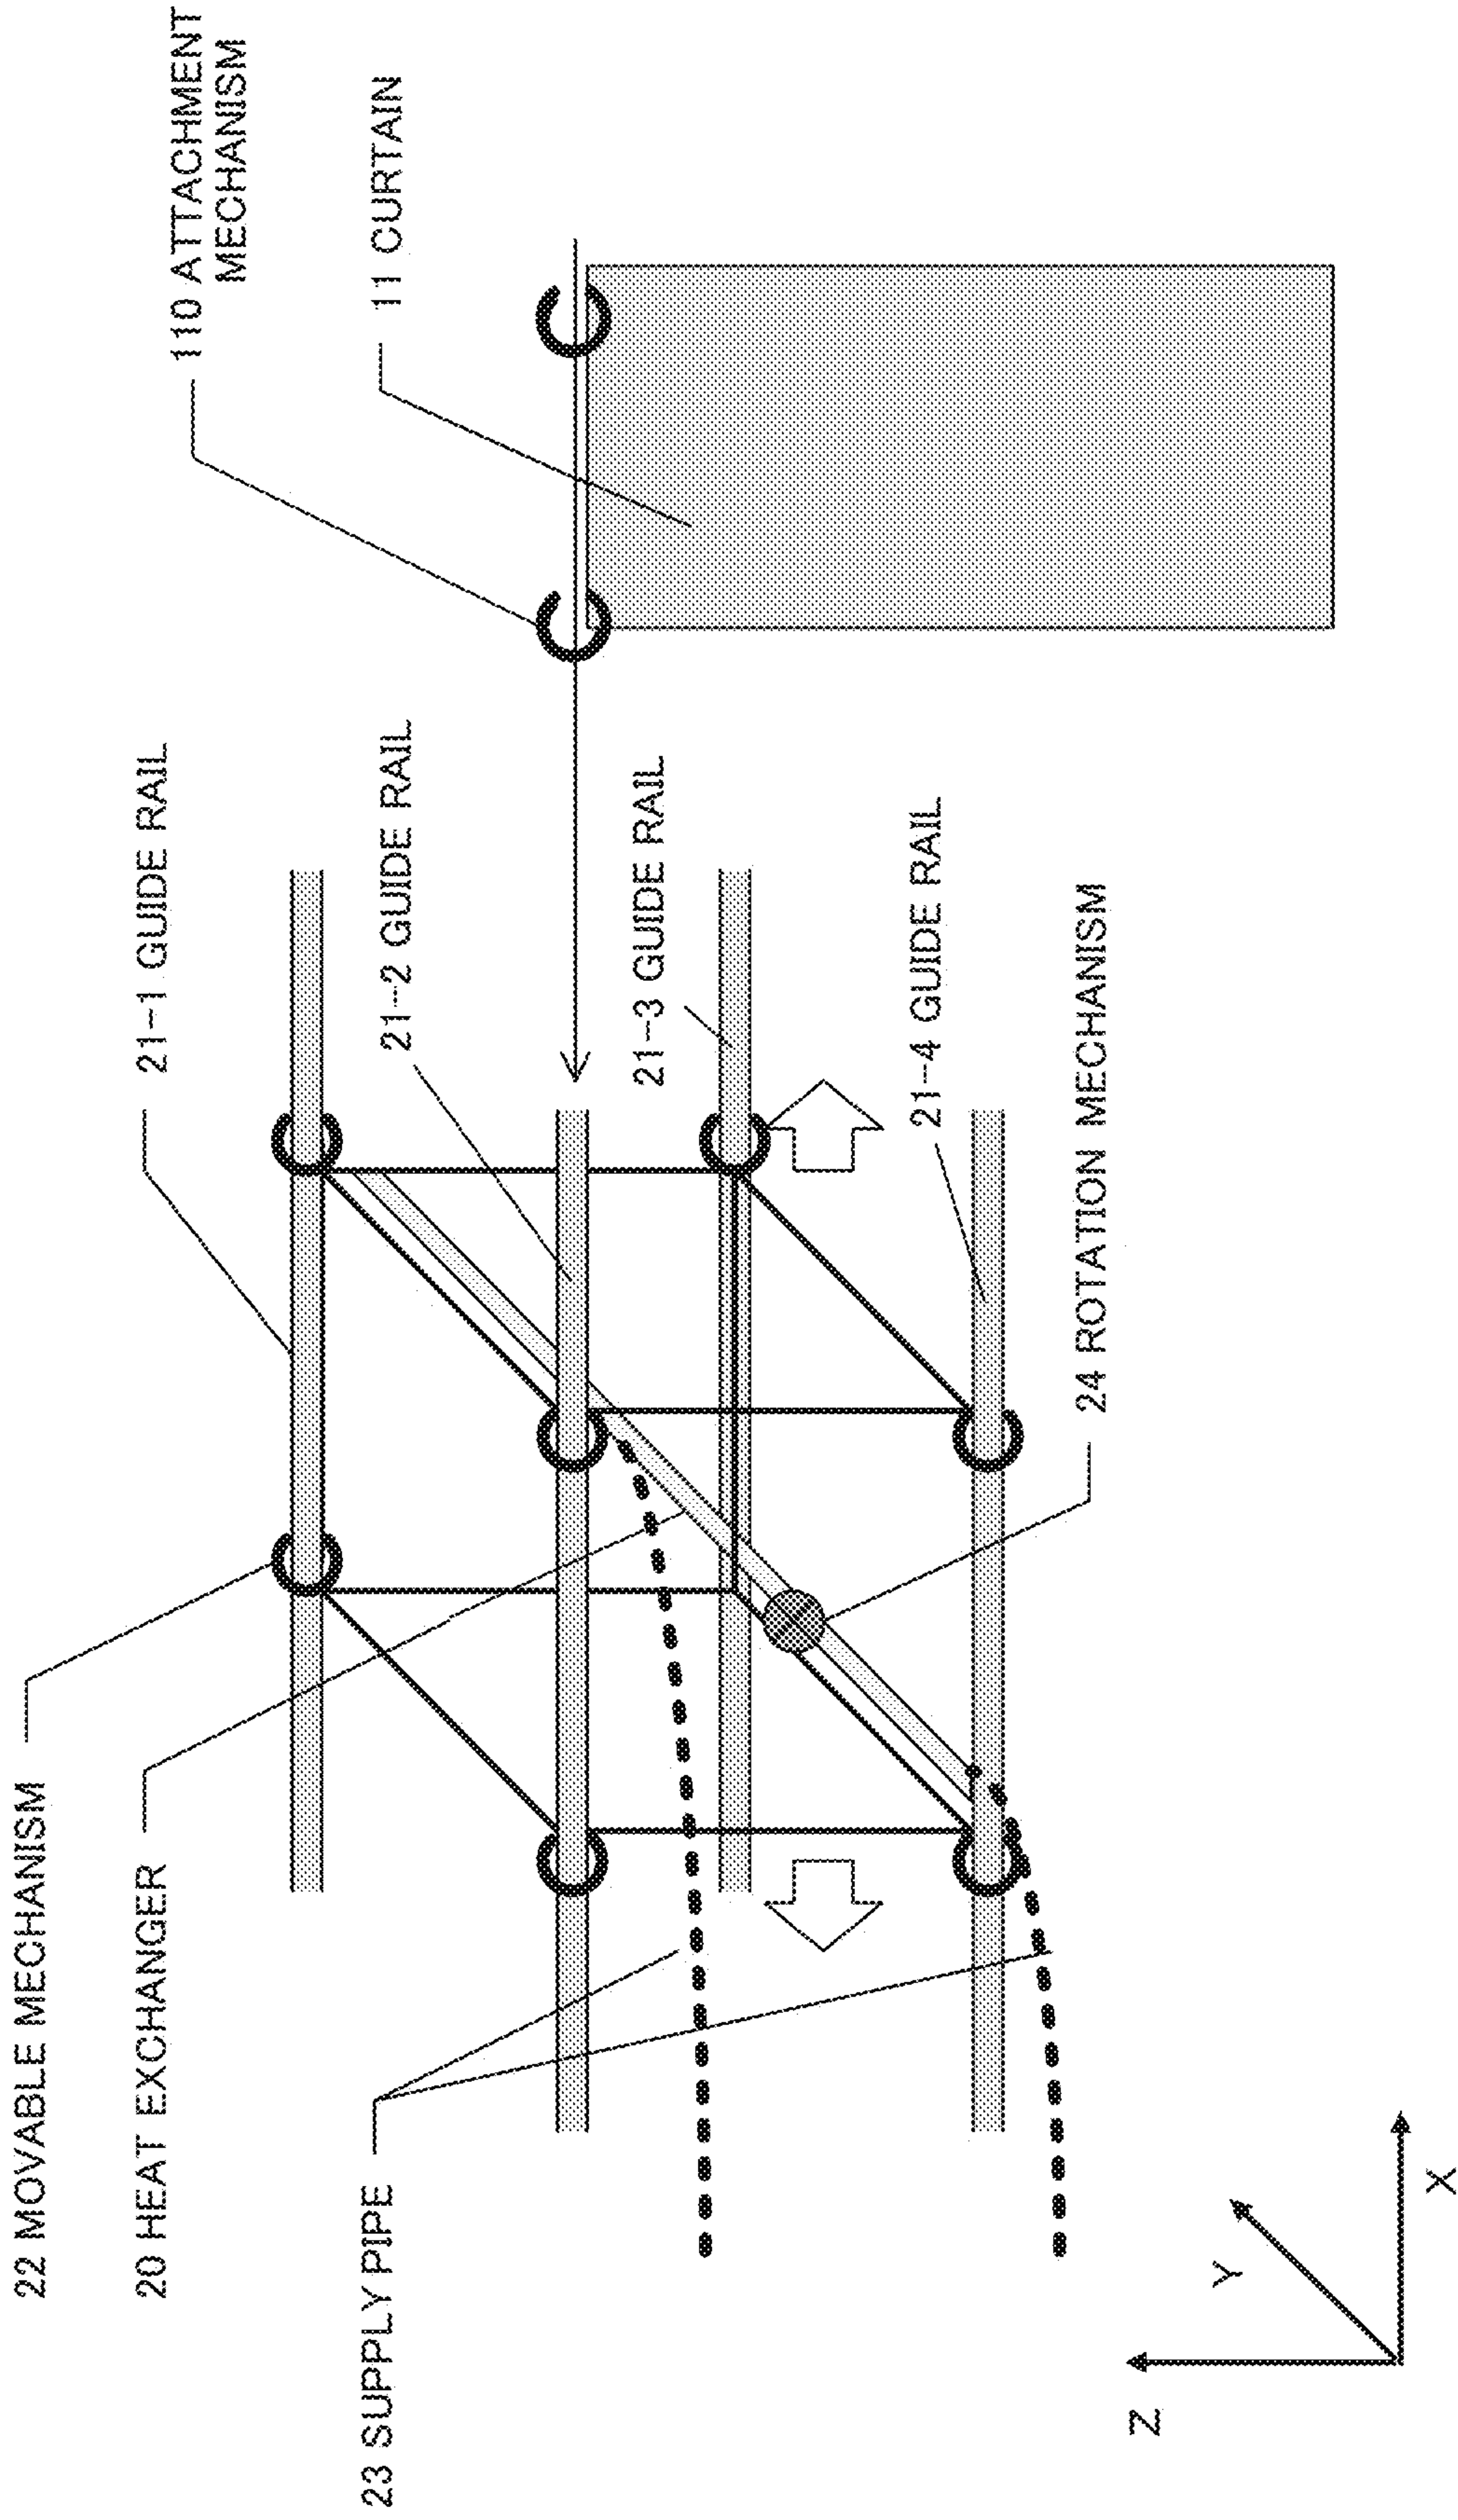 22 MOVABLE MECHANISM
20 HEAT EXCHANGER
23 SUPPLY PIPE
21-1 GUIDE RAIL
21-2 GUIDE RAIL
21-3 GUIDE RAIL
21-4 GUIDE RAIL
24 ROTATION MECHANISM
110 ATTACHMENT
MECHANISM
11 CURTAIN
Z
Y
X